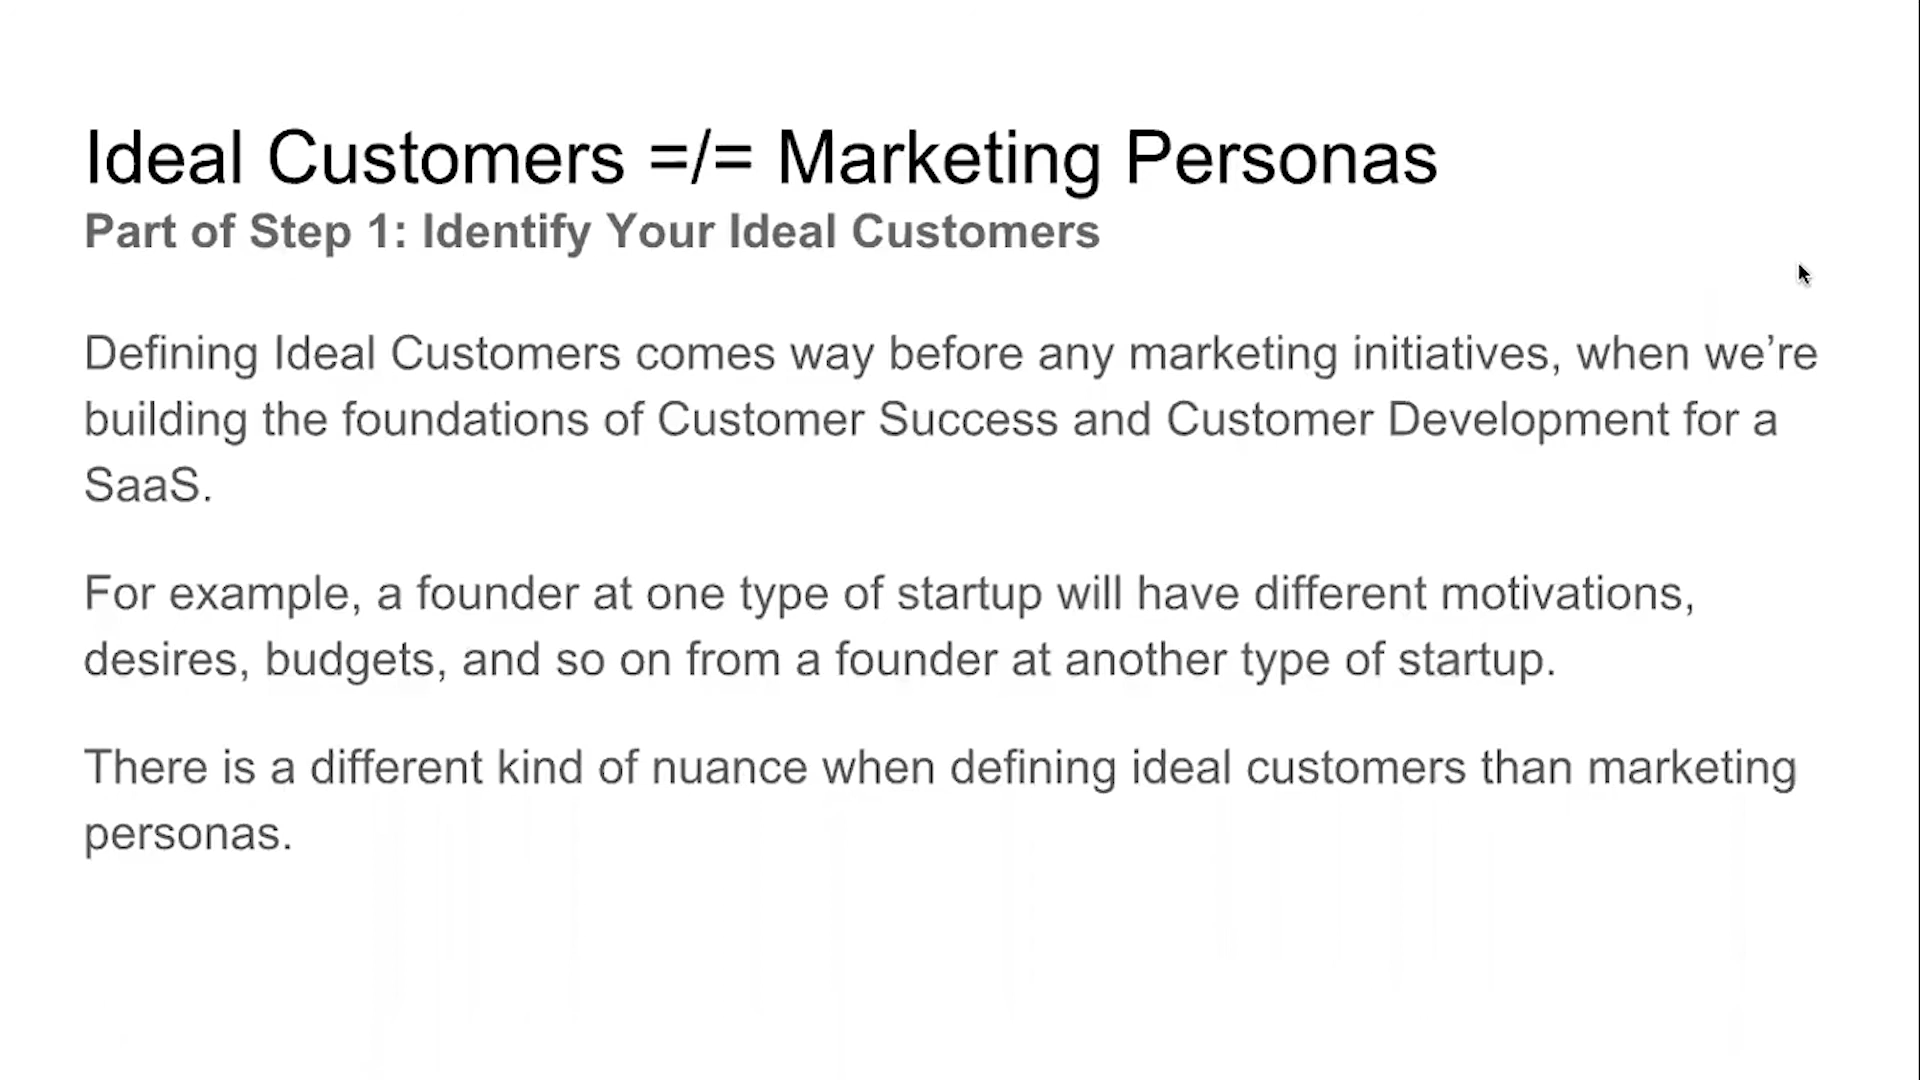 Ideal Customers =/= Marketing Personas
Part of Step 1: Identify Your Ideal Customers
Defining Ideal Customers comes way before any marketing initiatives, when we’re
building the foundations of Customer Success and Customer Development for a
SaaS.
For example, a founder at one type of startup will have different motivations,
desires, budgets, and so on from a founder at another type of startup.
There is a different kind of nuance when defining ideal customers than marketing
personas.